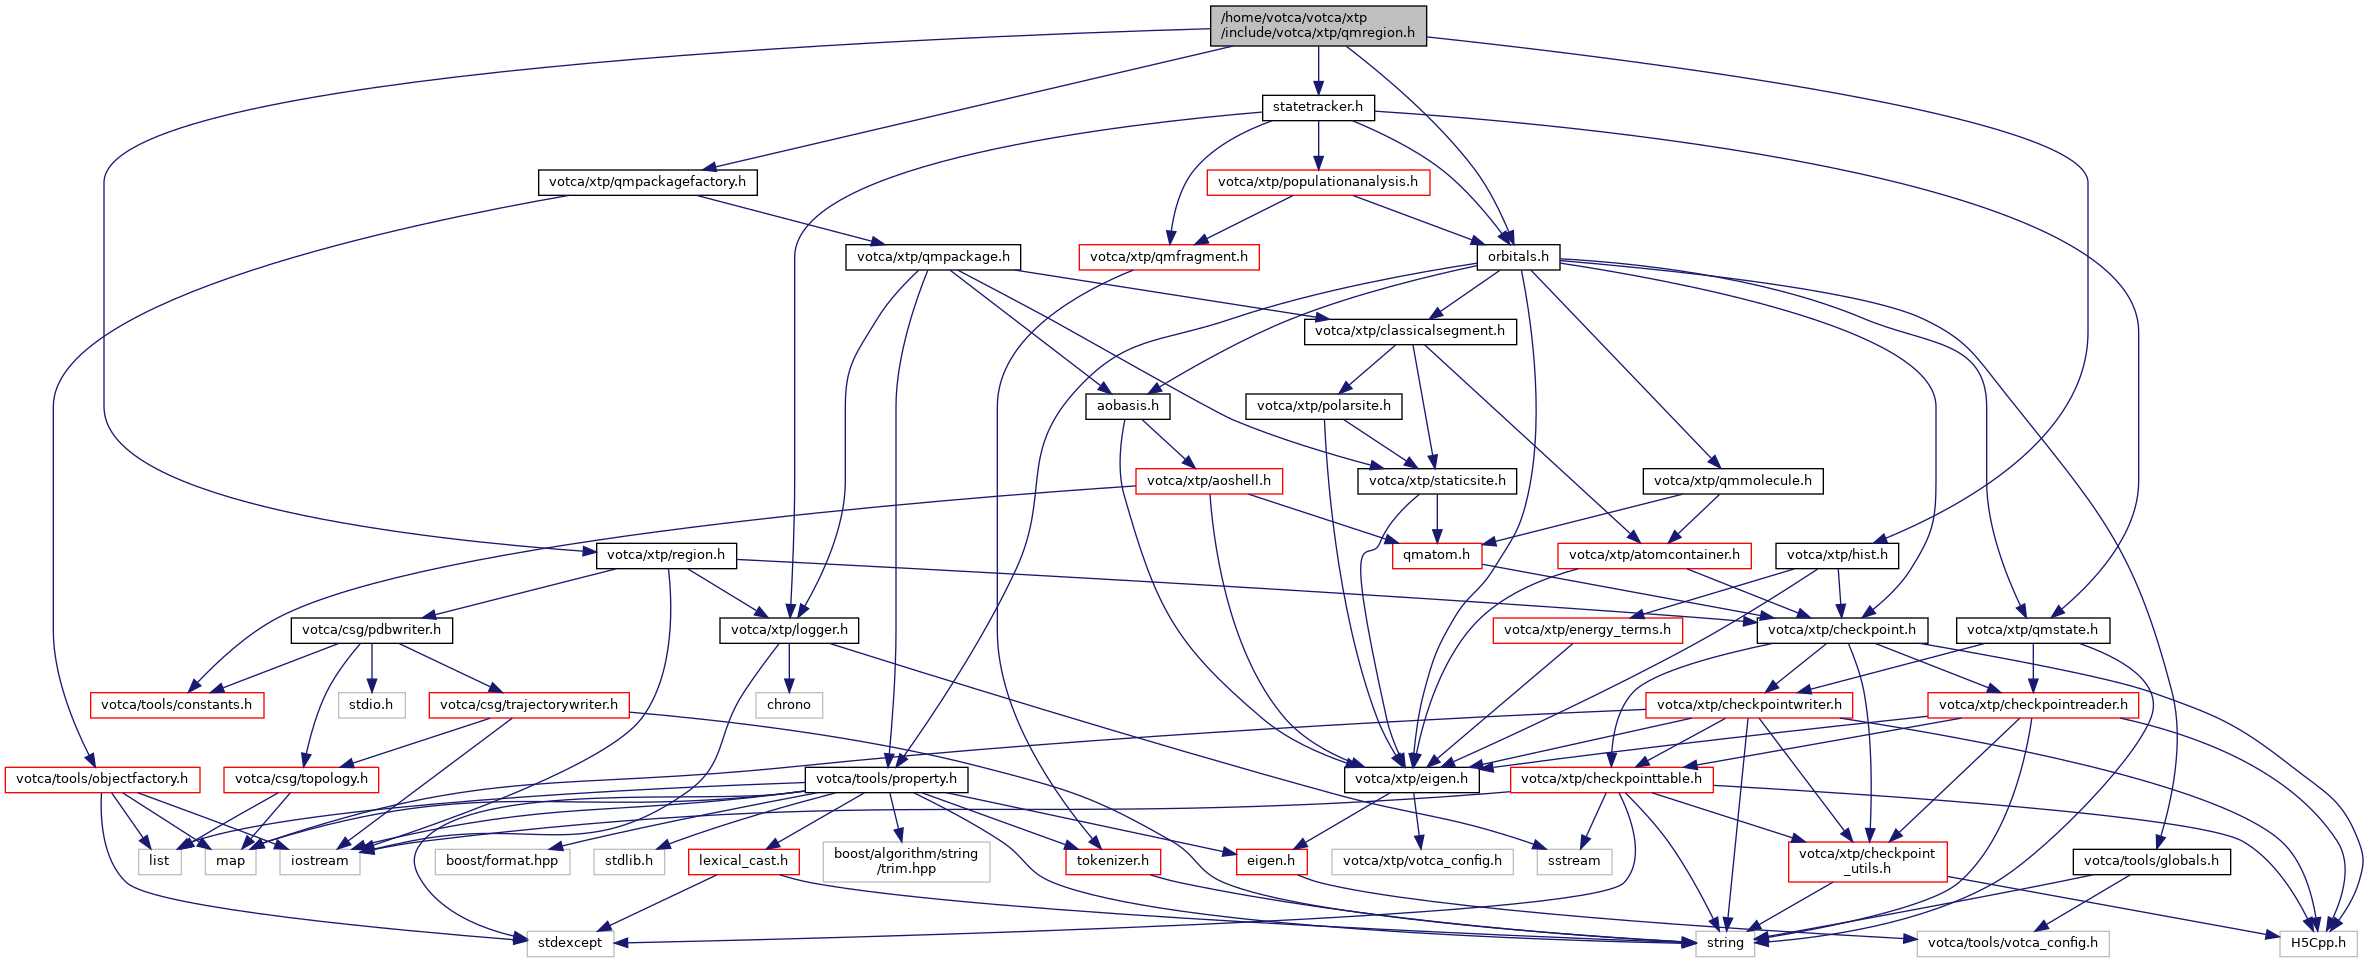 /home/votca/votca/xtp
/include/votca/xtp/qmregion.h
statetracker.h
votca/xtp/qmpackagefactory.h
votca/xtp/populationanalysis.h
votca/xtp/qmpackage.h
votca/xtp/qmfragment.h
orbitals.h
votca/xtp/classicalsegment.h
aobasis.h
votca/xtp/polarsite.h
votca/xtp/aoshell.h
votca/xtp/staticsite.h
votca/xtp/qmmolecule.h
votca/xtp/region.h
qmatom.h
votca/xtp/atomcontainer.h
votca/xtp/hist.h
votca/csg/pdbwriter.h
votca/xtp/logger.h
votca/xtp/energy_terms.h
votca/xtp/checkpoint.h
votca/xtp/qmstate.h
votca/tools/constants.h
stdio.h
votca/csg/trajectorywriter.h
chrono
votca/xtp/checkpointwriter.h
votca/xtp/checkpointreader.h
votca/tools/objectfactory.h
votca/csg/topology.h
votca/tools/property.h
votca/xtp/eigen.h
votca/xtp/checkpointtable.h
list
map
iostream
boost/format.hpp
stdlib.h
lexical_cast.h
boost/algorithm/string
/trim.hpp
tokenizer.h
eigen.h
votca/xtp/votca_config.h
sstream
votca/xtp/checkpoint
_utils.h
votca/tools/globals.h
stdexcept
string
votca/tools/votca_config.h
H5Cpp.h